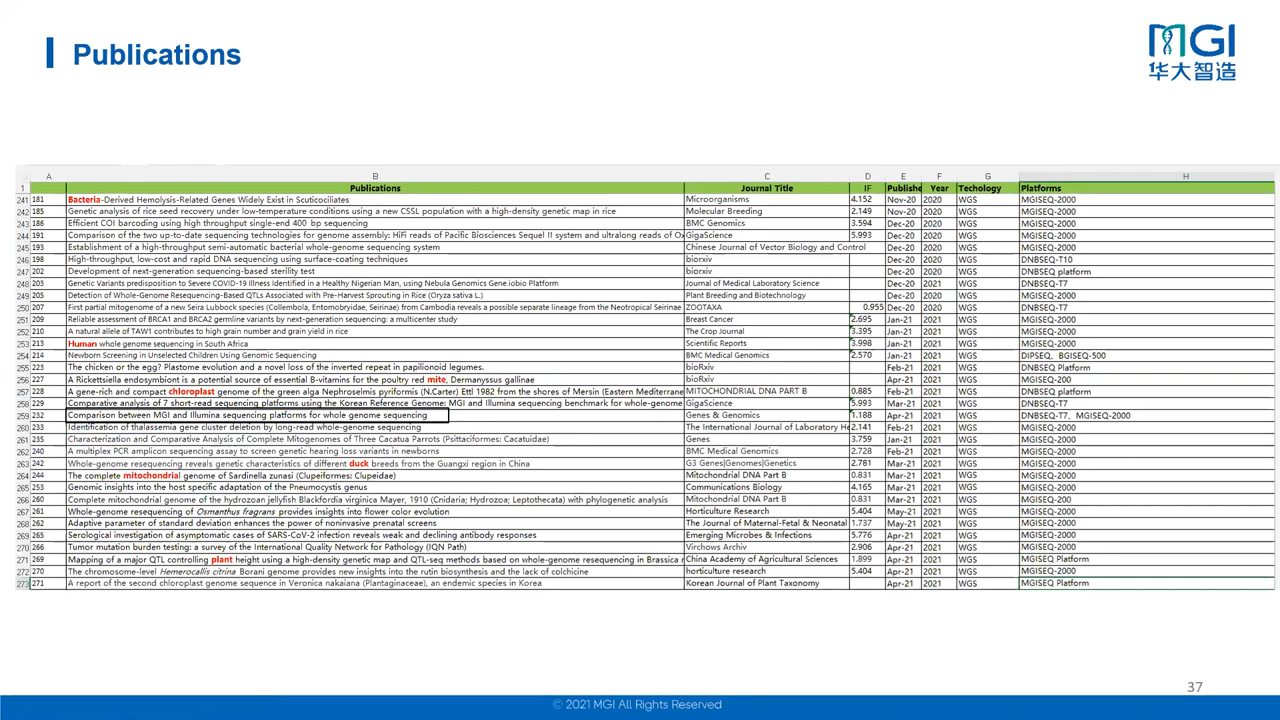 Publications
MGI
华大智造
A B C D E F G H
1 Publications Journal Title IF Publishe Year Techology Platforms
241 181 Bacteria-Derived Hemolysis-Related Genes Widely Exist in Scuticociliates Microorganisms 4.152 Nov-20 2020 WGS MGISEQ-2000
242 185 Genetic analysis of rice seed recovery under low-temperature conditions using a new CSSL population with a high-density genetic map in rice Molecular Breeding 2.149 Nov-20 2020 WGS MGISEQ-2000
243 186 Efficient COI barcoding using high throughput single-end 400 bp sequencing BMC Genomics 3.594 Dec-20 2020 WGS MGISEQ-2000
244 191 Comparison of the two up-to-date sequencing technologies for genome assembly: HiFi reads of Pacific Biosciences Sequel 11 system and ultralong reads of Ox GigaScience 5.993 Dec-20 2020 WGS MGISEQ-2000
245 193 Establishment of a high-throughput semi-automatic bacterial whole-genome sequencing system Chinese Journal of Vector Biology and Control Dec-20 2020 WGS MGISEQ-2000
246 198 High-throughput, low-cost and rapid DNA sequencing using surface-coating techniques biorxiv Dec-20 2020 WGS DNBSEQ-T10
247 202 Development of next-generation sequencing-based sterility test biorxiv Dec-20 2020 WGS DNBSEQ platform
248 203 Genetic Variants predisposition to Severe COVID-19 Illness Identified in a Healthy Nigerian Man, using Nebula Genomics Gene.iobio Platform Journal of Medical Laboratory Science Dec-20 2020 WGS DNBSEQ-T7
249 205 Detection of Whole-Genome Resequencing-Based QTLs Associated with Pre-Harvest Sprouting in Rice (Oryza sativa L.) Plant Breeding and Biotechnology Dec-20 2020 WGS MGISEQ-2000
250 207 First partial mitogenome of a new Seira Lubbock species (Collembola, Entomobryidae, Seirinae) from Cambodia reveals a possible separate lineage from the Neotropical Seirinae ZOOTAXA 0.955 Dec-20 2020 WGS DNBSEQ-T7
251 209 Reliable assessment of BRCA1 and BRCA2 germline variants by next-generation sequencing: a multicenter study Breast Cancer 2.695 Jan-21 2021 WGS MGISEQ-2000
252 210 A natural allele of TAW1 contributes to high grain number and grain yield in rice The Crop Journal 3.395 Jan-21 2021 WGS MGISEQ-2000
253 213 Human whole genome sequencing in South Africa Scientific Reports 3.998 Jan-21 2021 WGS MGISEQ-2000
254 214 Newborn Screening in Unselected Children Using Genomic Sequencing BMC Medical Genomics 2.570 Jan-21 2021 WGS DIPSEQ、BGISEQ-500
255 223 The chicken or the egg? Plastome evolution and a novel loss of the inverted repeat in papilionoid legumes. bioRxiv Feb-21 2021 WGS DNBSEQ Platform
256 227 A Rickettsiella endosymbiont is a potential source of essential B-vitamins for the poultry red mite, Dermanyssus gallinae bioRxiv Apr-21 2021 WGS MGISEQ-200
257 228 A gene-rich and compact chloroplast genome of the green alga Nephroselmis pyriformis (N.Carter) Ettl 1982 from the shores of Mersin (Eastern Mediterrane MITOCHONDRIAL DNA PART B 0.885 Dec-21 2021 WGS DNBSEQ platform
258 229 Comparative analysis of 7 short-read sequencing platforms using the Korean Reference Genome: MGI and Illumina sequencing benchmark for whole-genome GigaScience 5.993 Mar-21 2021 WGS DNBSEQ-T7
259 232 Comparison between MGI and Illumina sequencing platforms for whole genome sequencing Genes & Genomics 1.188 Apr-21 2021 WGS DNBSEQ-T7、MGISEQ-2000
260 233 Identification of thalassemia gene cluster deletion by long-read whole-genome sequencing The International Journal of Laboratory He 2.141 Feb-21 2021 WGS MGISEQ-2000
261 235 Characterization and Comparative Analysis of Complete Mitogenomes of Three Cacatua Parrots (Psittaciformes: Cacatuidae) Genes 3.759 Jan-21 2021 WGS MGISEQ-2000
262 240 A multiplex PCR amplicon sequencing assay to screen genetic hearing loss variants in newborns BMC Medical Genomics 2.728 Feb-21 2021 WGS MGISEQ-2000
263 242 Whole-genome resequencing reveals genetic characteristics of different duck breeds from the Guangxi region in China G3 Genes|Genomes|Genetics 2.781 Mar-21 2021 WGS MGISEQ-2000
264 244 The complete mitochondrial genome of Sardinella zunasi (Clupeiformes: Clupeidae) Mitochondrial DNA Part B 0.831 Mar-21 2021 WGS MGISEQ-2000
265 253 Genomic insights into the host specific adaptation of the Pneumocystis genus Communications Biology 4.165 Mar-21 2021 WGS MGISEQ-2000
266 260 Complete mitochondrial genome of the hydrozoan jellyfish Blackfordia virginica Mayer, 1910 (Cnidaria; Hydrozoa; Leptothecata) with phylogenetic analysis Mitochondrial DNA Part B 0.831 Mar-21 2021 WGS MGISEQ-200
267 261 Whole-genome resequencing of Osmanthus fragrans provides insights into flower color evolution Horticulture Research 5.404 May-21 2021 WGS MGISEQ-2000
268 262 Adaptive parameter of standard deviation enhances the power of noninvasive prenatal screens The Journal of Maternal-Fetal & Neonatal 1.737 May-21 2021 WGS MGISEQ-2000
269 265 Serological investigation of asymptomatic cases of SARS-CoV-2 infection reveals weak and declining antibody responses Emerging Microbes & Infections 5.776 Apr-21 2021 WGS MGISEQ-2000
270 266 Tumor mutation burden testing: a survey of the International Quality Network for Pathology (IQN Path) Virchows Archiv 2.906 Apr-21 2021 WGS MGISEQ-2000
271 269 Mapping of a major QTL controlling plant height using a high-density genetic map and QTL-seq methods based on whole-genome resequencing in Brassica r China Academy of Agricultural Sciences 1.899 Apr-21 2021 WGS MGISEQ Platform
272 270 The chromosome-level Hemerocallis citrina Borani genome provides new insights into the rutin biosynthesis and the lack of colchicine horticulture research 5.404 Apr-21 2021 WGS MGISEQ-2000
273 271 A report of the second chloroplast genome sequence in Veronica nakaiana (Plantaginaceae), an endemic species in Korea Korean Journal of Plant Taxonomy Apr-21 2021 WGS MGISEQ Platform
37
© 2021 MGI All Rights Reserved